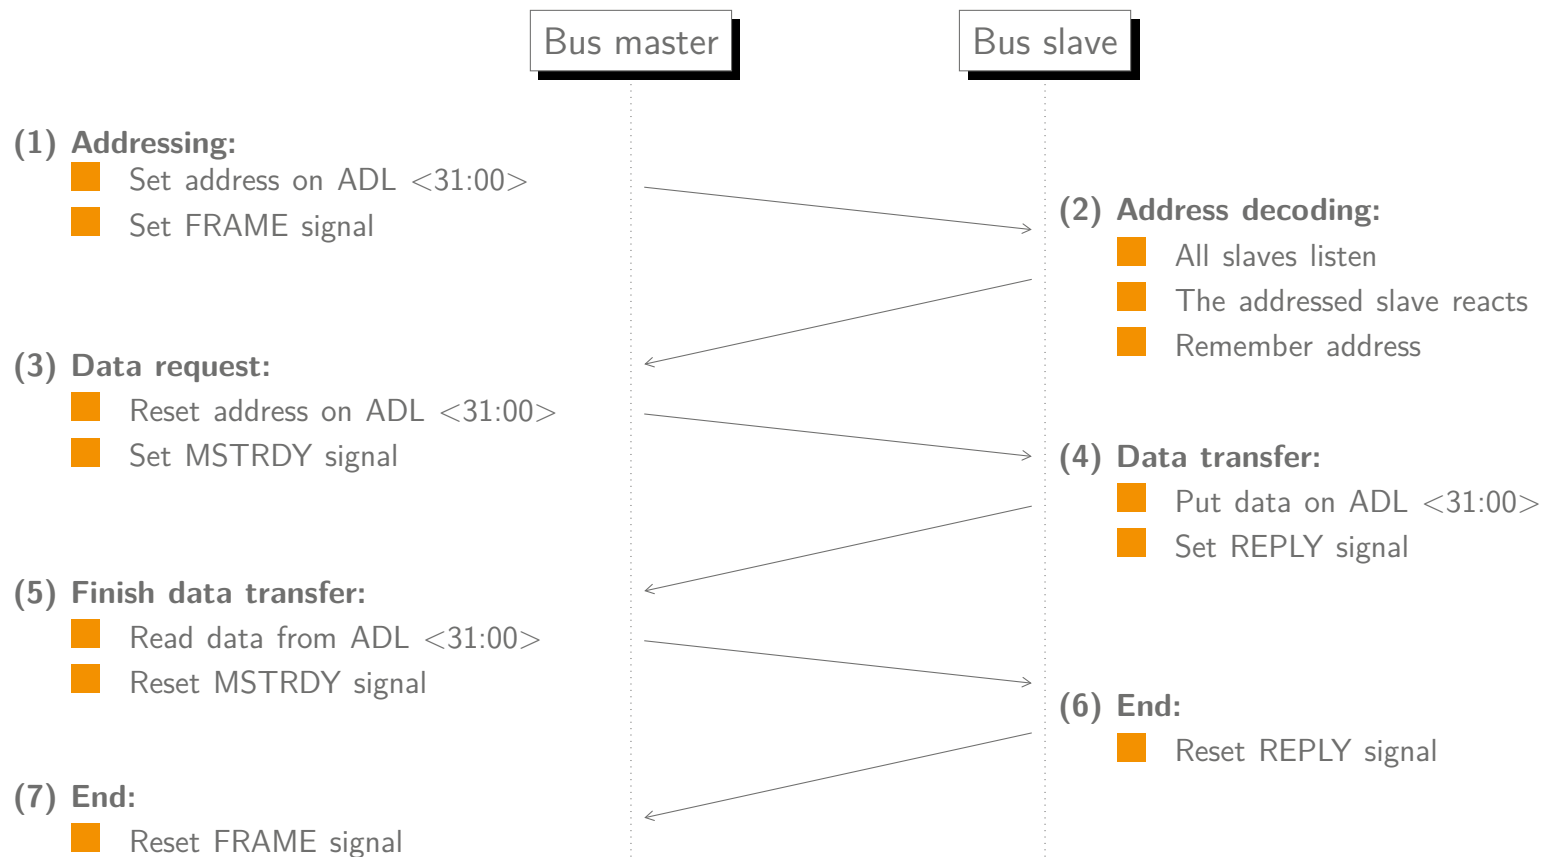 Bus master
Bus slave
(1) Addressing:
Set address on ADL <31:00>
Set FRAME signal
(2) Address decoding:
All slaves listen
The addressed slave reacts
Remember address
(3) Data request:
Reset address on ADL <31:00>
Set MSTRDY signal
(4) Data transfer:
Put data on ADL <31:00>
Set REPLY signal
(5) Finish data transfer:
Read data from ADL <31:00>
Reset MSTRDY signal
(6) End:
Reset REPLY signal
(7) End:
Reset FRAME signal